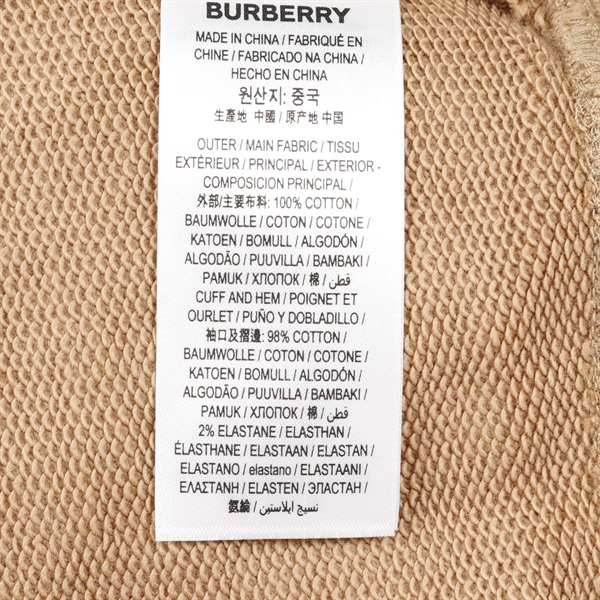 BURBERRY
MADE IN CHINA / FABRIQUÉ EN
CHINE / FABRICADO NA CHINA /
HECHO EN CHINA
원산지: 중국
生產地 中國 / 原产地 中国
OUTER / MAIN FABRIC / TISSU
EXTÉRIEUR / PRINCIPAL / EXTERIOR -
COMPOSICION PRINCIPAL /
外部/主要布料: 100% COTTON /
BAUMWOLLE / COTON / COTONE /
KATOEN / BOMULL / ALGODÓN /
ALGODÃO / PUUVILLA / BAMBAKI /
PAMUK / ХЛОПОК / 棉 / قطن /
CUFF AND HEM / POIGNET ET
OURLET / PUÑO Y DOBLADILLO /
袖口及摺邊: 98% COTTON /
BAUMWOLLE / COTON / COTONE /
KATOEN / BOMULL / ALGODÓN /
ALGODÃO / PUUVILLA / BAMBAKI /
PAMUK / ХЛОПОК / 棉 / قطن /
2% ELASTANE / ELASTHAN /
ÉLASTHANE / ELASTAAN / ELASTAN /
ELASTANO / elastano / ELASTAANI /
ΕΛΑΣΤΑΝΗ / ELASTEN / ЭЛАСТАН /
氨綸 / نسيج ايلاستين /